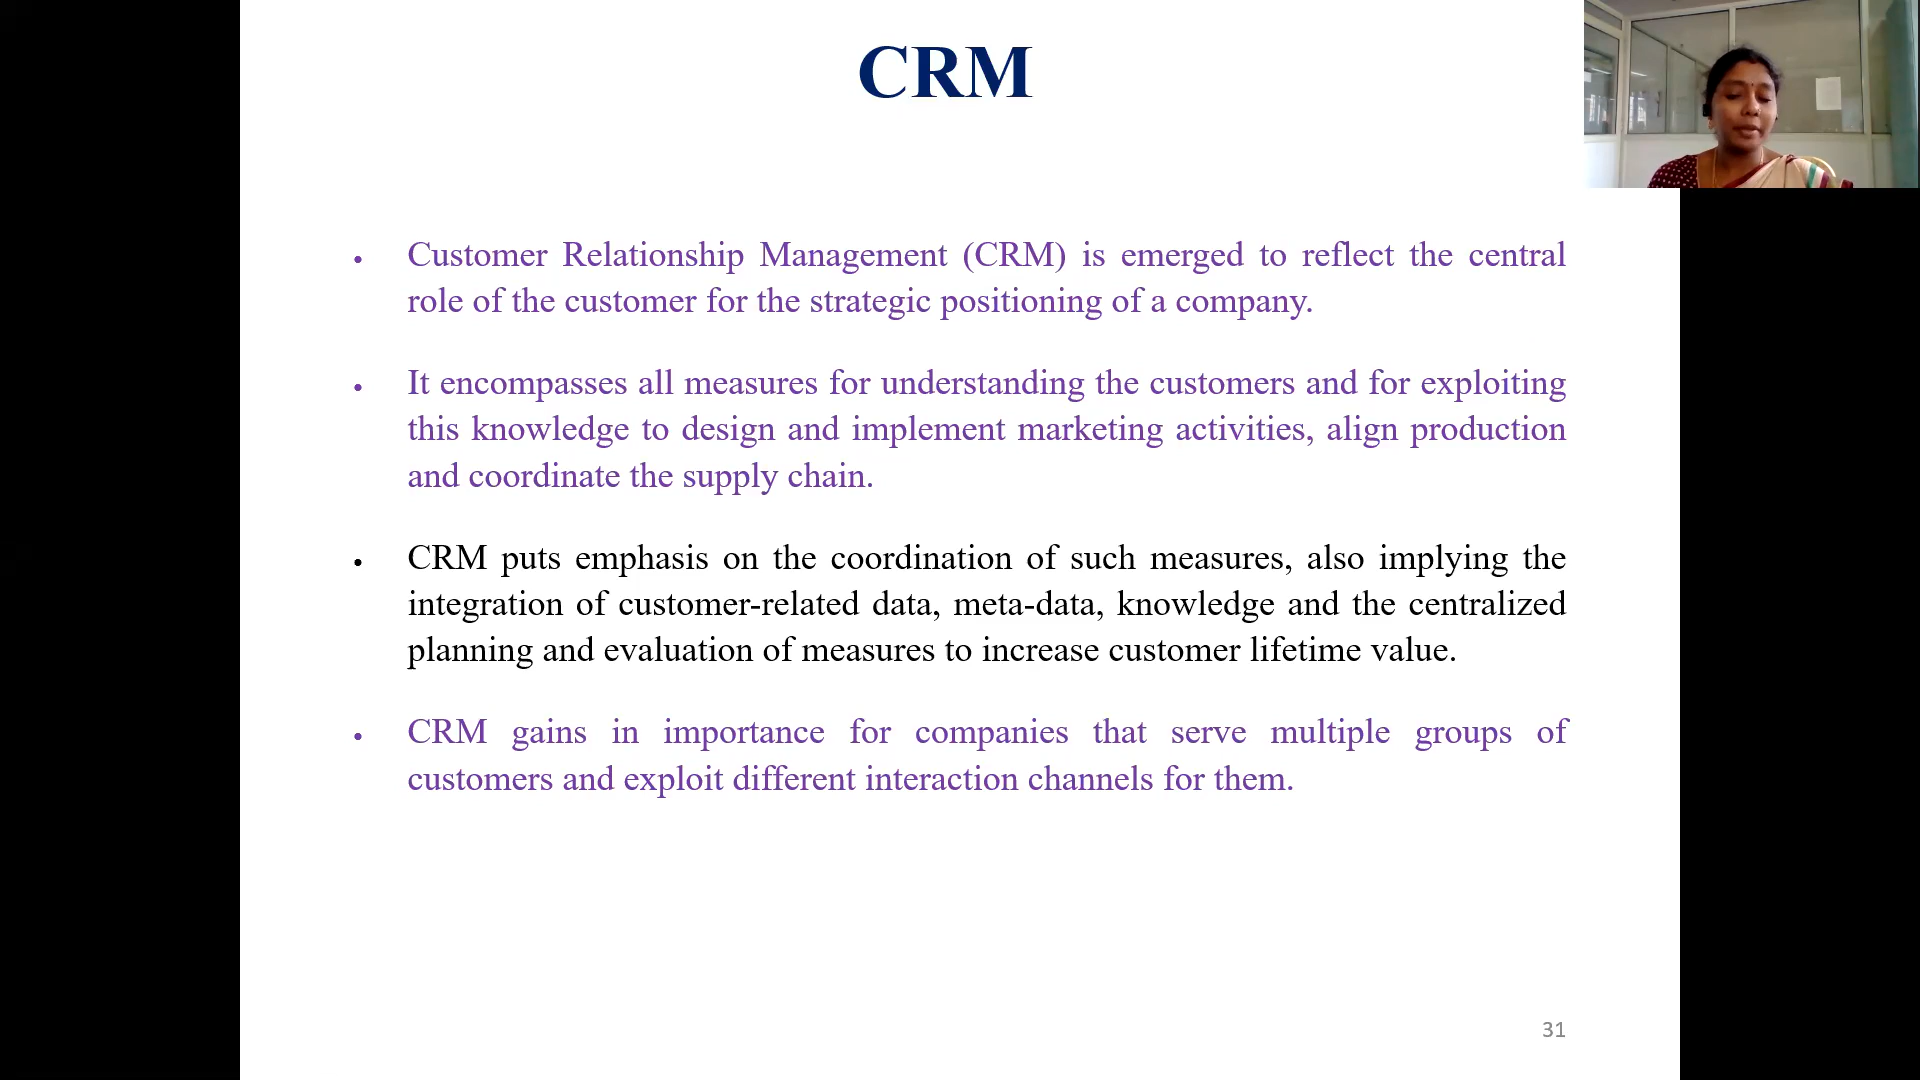 CRM
• Customer Relationship Management (CRM) is emerged to reflect the central
role of the customer for the strategic positioning of a company.
• It encompasses all measures for understanding the customers and for exploiting
this knowledge to design and implement marketing activities, align production
and coordinate the supply chain.
• CRM puts emphasis on the coordination of such measures, also implying the
integration of customer-related data, meta-data, knowledge and the centralized
planning and evaluation of measures to increase customer lifetime value.
• CRM gains in importance for companies that serve multiple groups of
customers and exploit different interaction channels for them.
31